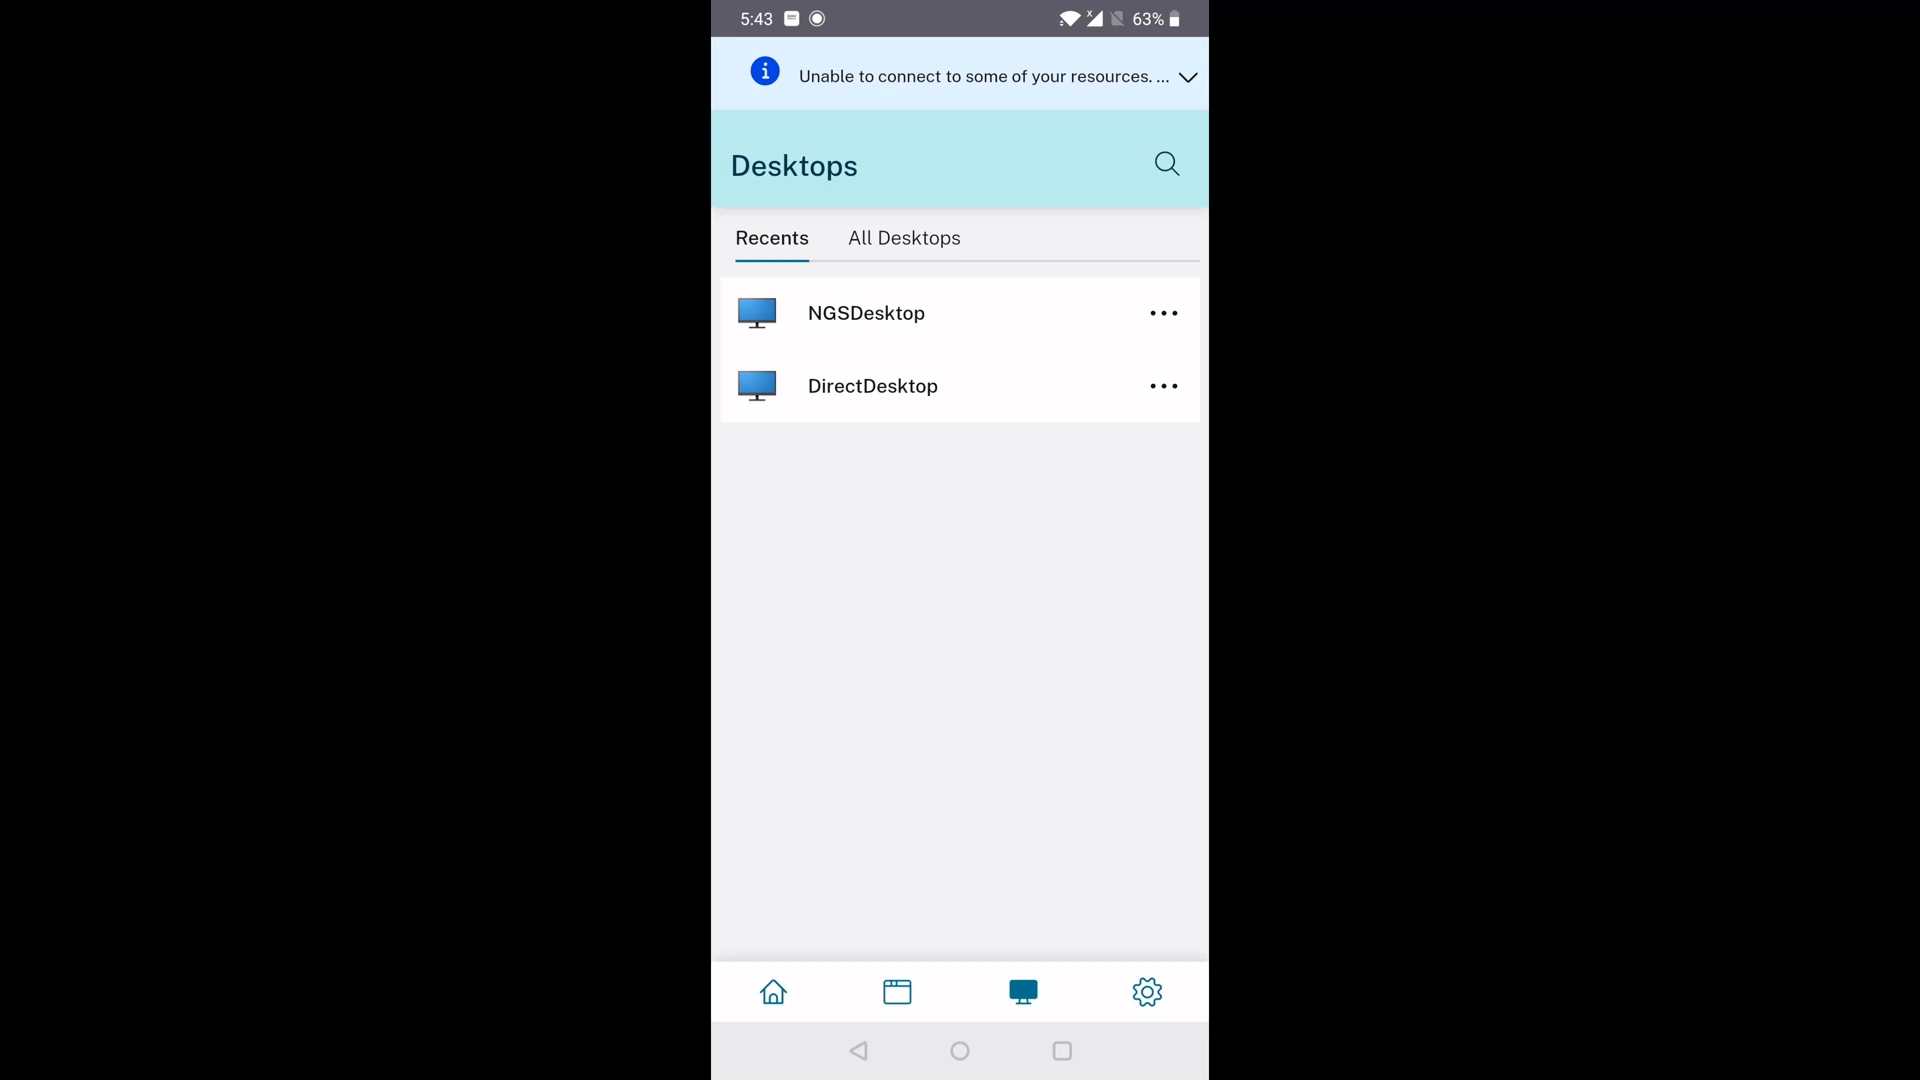 5:43 63%
Unable to connect to some of your resources. ...
Desktops
Recents All Desktops
NGSDesktop
DirectDesktop